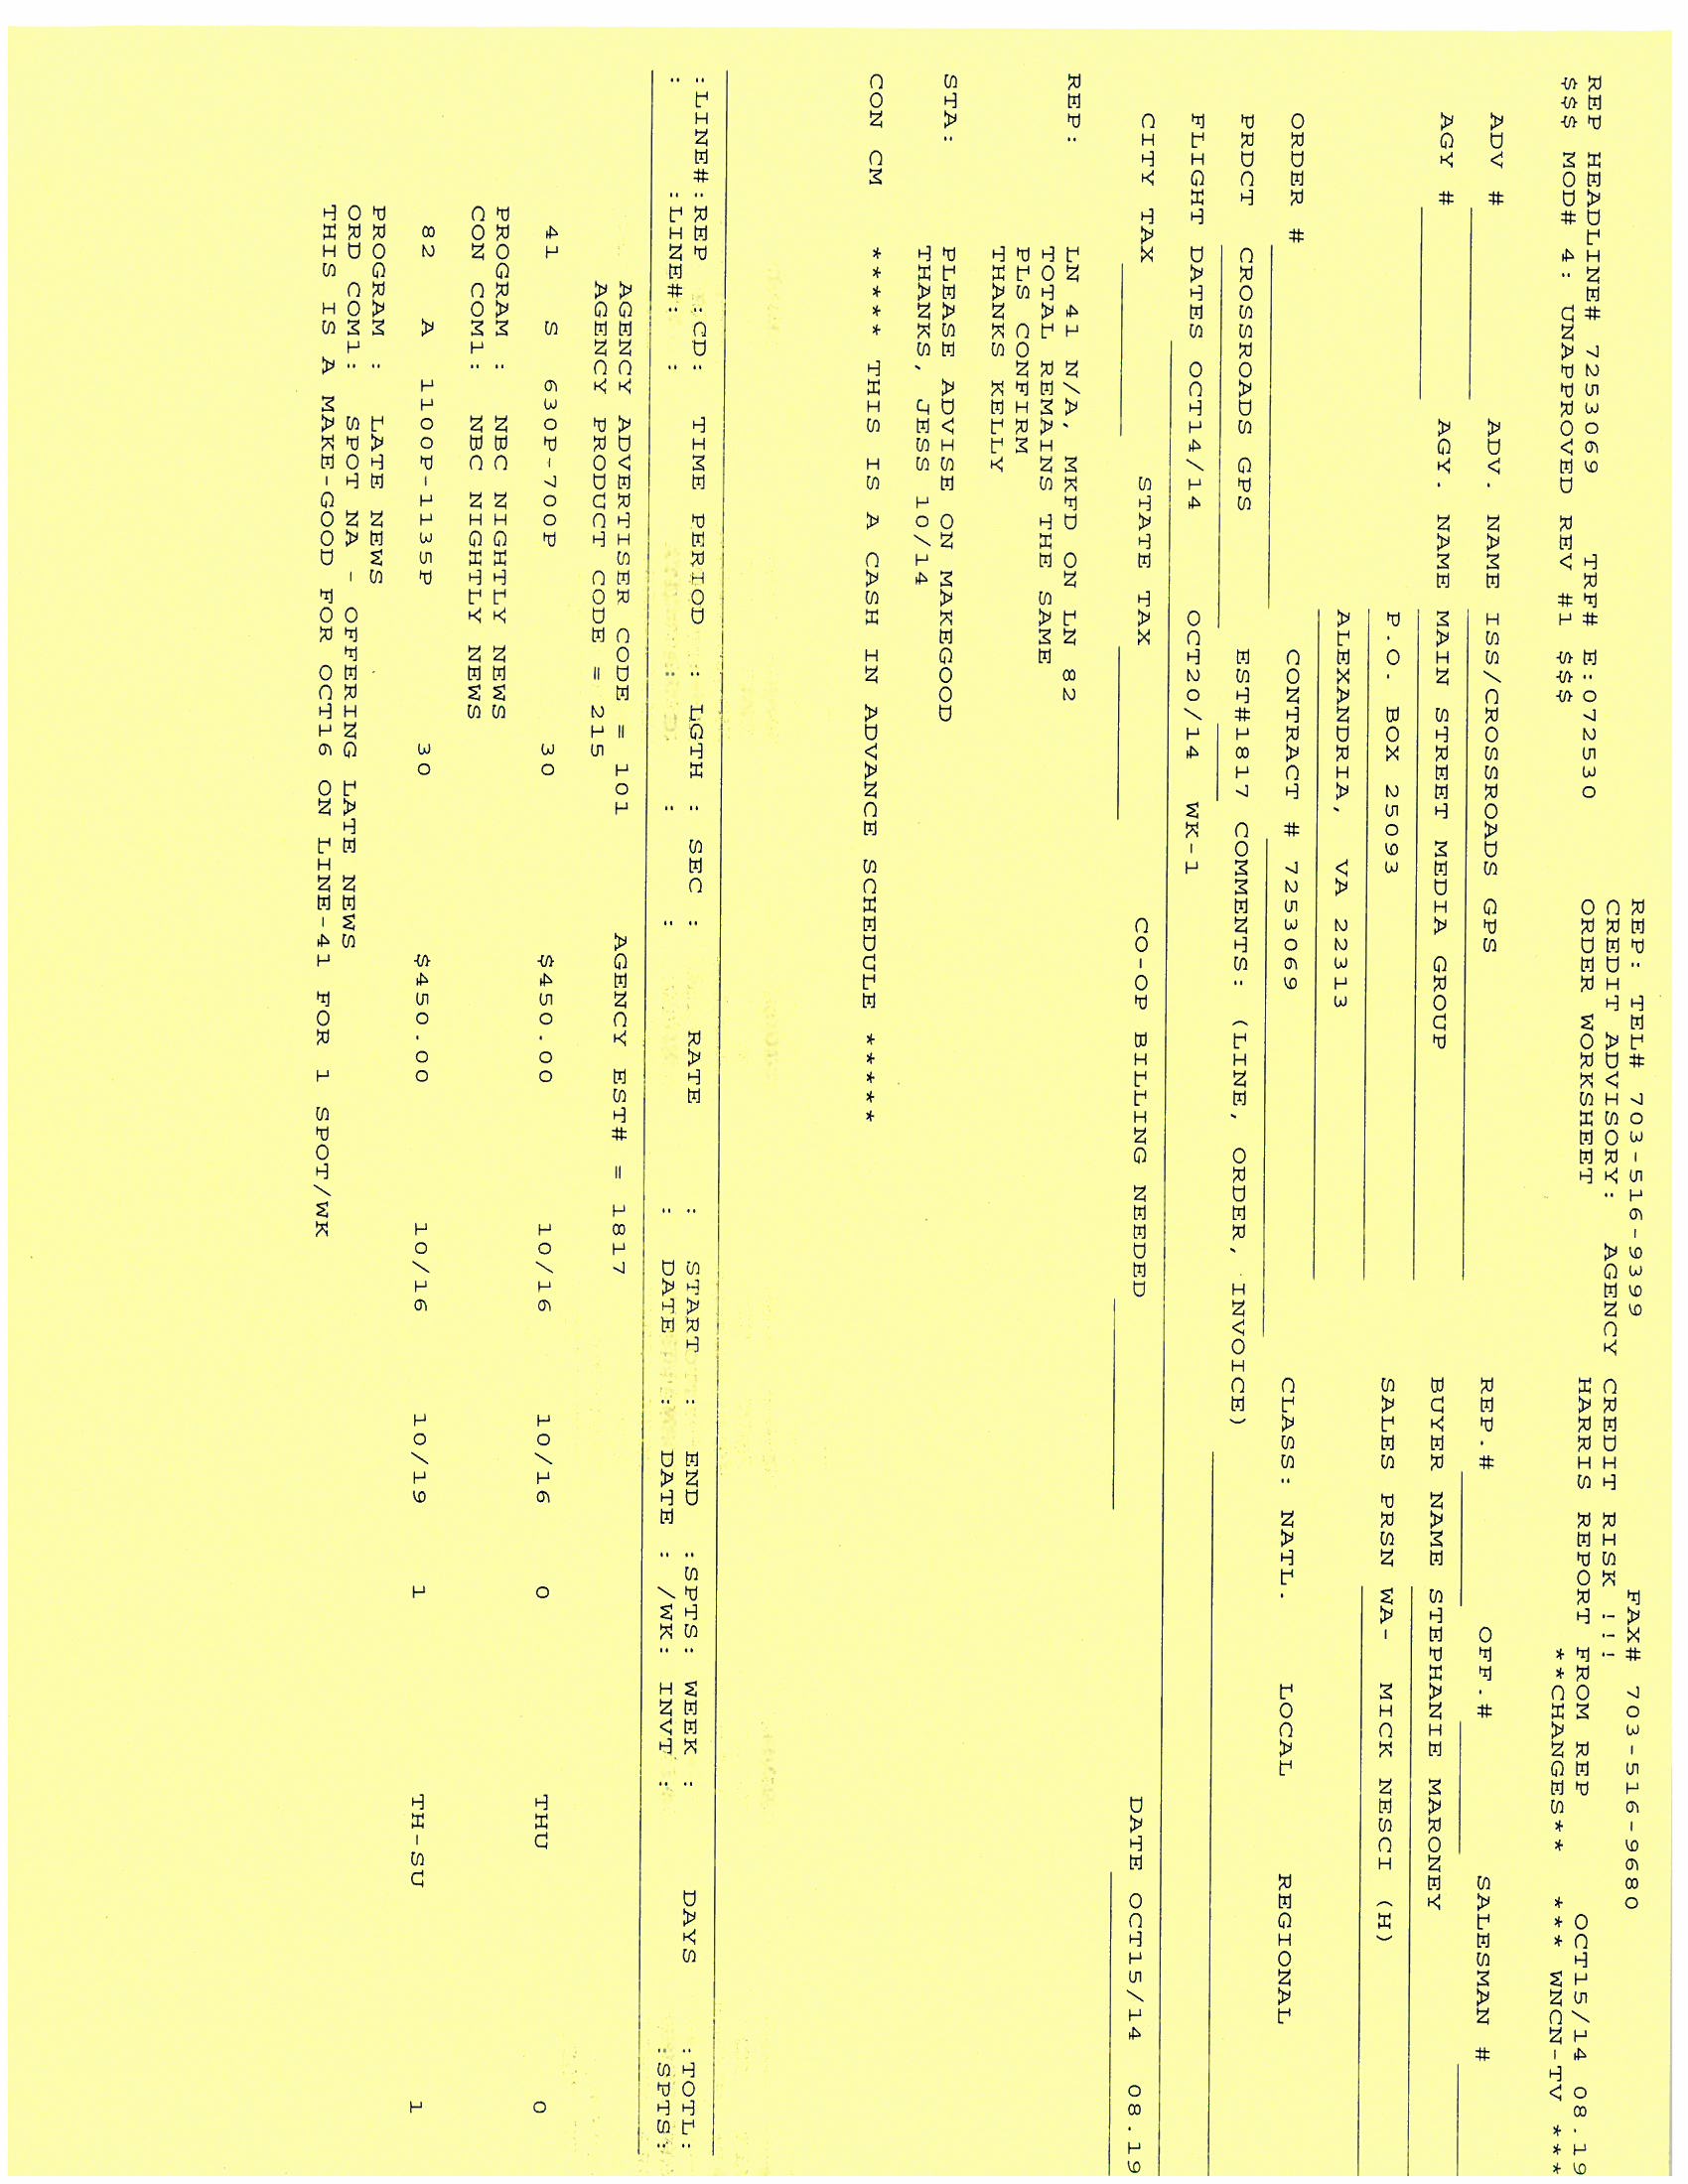 REP: TEL# 703-516-9399 FAX# 703-516-9680
CREDIT ADVISORY: AGENCY CREDIT RISK !!!
REP HEADLINE# 7253069 TRF# E:072530 ORDER WORKSHEET HARRIS REPORT FROM REP OCT15/14 08.19
$$$ MOD# 4: UNAPPROVED REV #1 $$$ **CHANGES** *** WNCN-TV ***
ADV # ADV. NAME ISS/CROSSROADS GPS REP.# OFF.# SALESMAN #
AGY # AGY. NAME MAIN STREET MEDIA GROUP BUYER NAME STEPHANIE MARONEY
P.O. BOX 25093 SALES PRSN WA- MICK NESCI (H)
ALEXANDRIA, VA 22313
ORDER # CONTRACT # 7253069 CLASS: NATL. LOCAL REGIONAL
PRDCT CROSSROADS GPS EST#1817 COMMENTS: (LINE, ORDER, INVOICE)
FLIGHT DATES OCT14/14 OCT20/14 WK-1
CITY TAX STATE TAX CO-OP BILLING NEEDED DATE OCT15/14 08.19
REP: LN 41 N/A, MKFD ON LN 82
TOTAL REMAINS THE SAME
PLS CONFIRM
THANKS KELLY
STA: PLEASE ADVISE ON MAKEGOOD
THANKS, JESS 10/14
CON CM ***** THIS IS A CASH IN ADVANCE SCHEDULE *****
:LINE#:REP :CD: TIME PERIOD : LGTH : SEC : RATE : START : END :SPTS: WEEK : DAYS :TOTL:
: :LINE#: : : : : : DATE : DATE : /WK: INVT : :SPTS:
AGENCY ADVERTISER CODE = 101 AGENCY EST# = 1817
AGENCY PRODUCT CODE = 215
41 S 630P-700P 30 $450.00 10/16 10/16 0 THU 0
PROGRAM : NBC NIGHTLY NEWS
CON COM1: NBC NIGHTLY NEWS
82 A 1100P-1135P 30 $450.00 10/16 10/19 1 TH-SU 1
PROGRAM : LATE NEWS
ORD COM1: SPOT NA - OFFERING LATE NEWS
THIS IS A MAKE-GOOD FOR OCT16 ON LINE-41 FOR 1 SPOT/WK